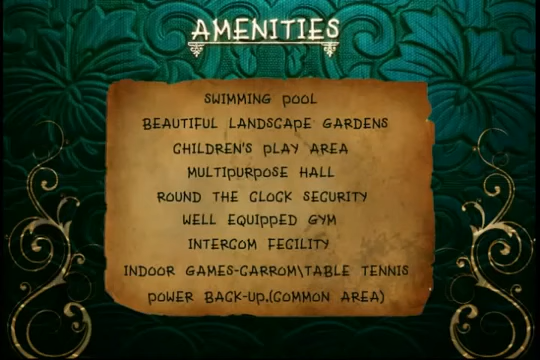 AMENITIES
SWIMMING POOL
BEAUTIFUL LANDSCAPE GARDENS
CHILDREN'S PLAY AREA
MULTIPURPOSE HALL
ROUND THE CLOCK SECURITY
WELL EQUIPPED GYM
INTERCOM FECILITY
INDOOR GAMES-CARROM\TABLE TENNIS
POWER BACK-UP.(COMMON AREA)